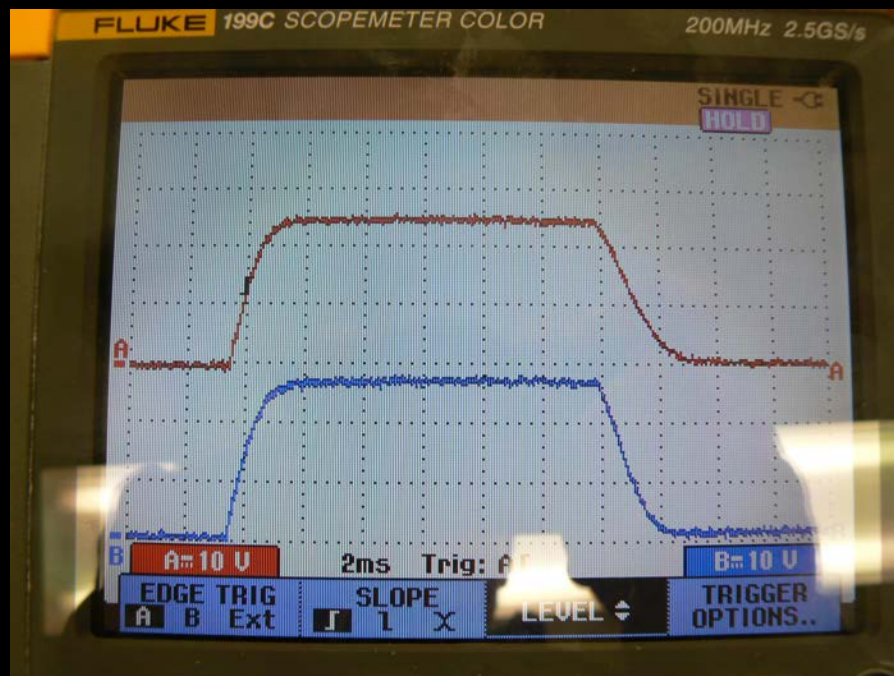 FLUKE 199C SCOPEMETER COLOR
200MHz 2.5GS/s
SINGLE
HOLD
A
A
B
A 10 V
2ms Trig:
B 10 V
EDGE TRIG
A B Ext
SLOPE
LEVEL
TRIGGER
OPTIONS..